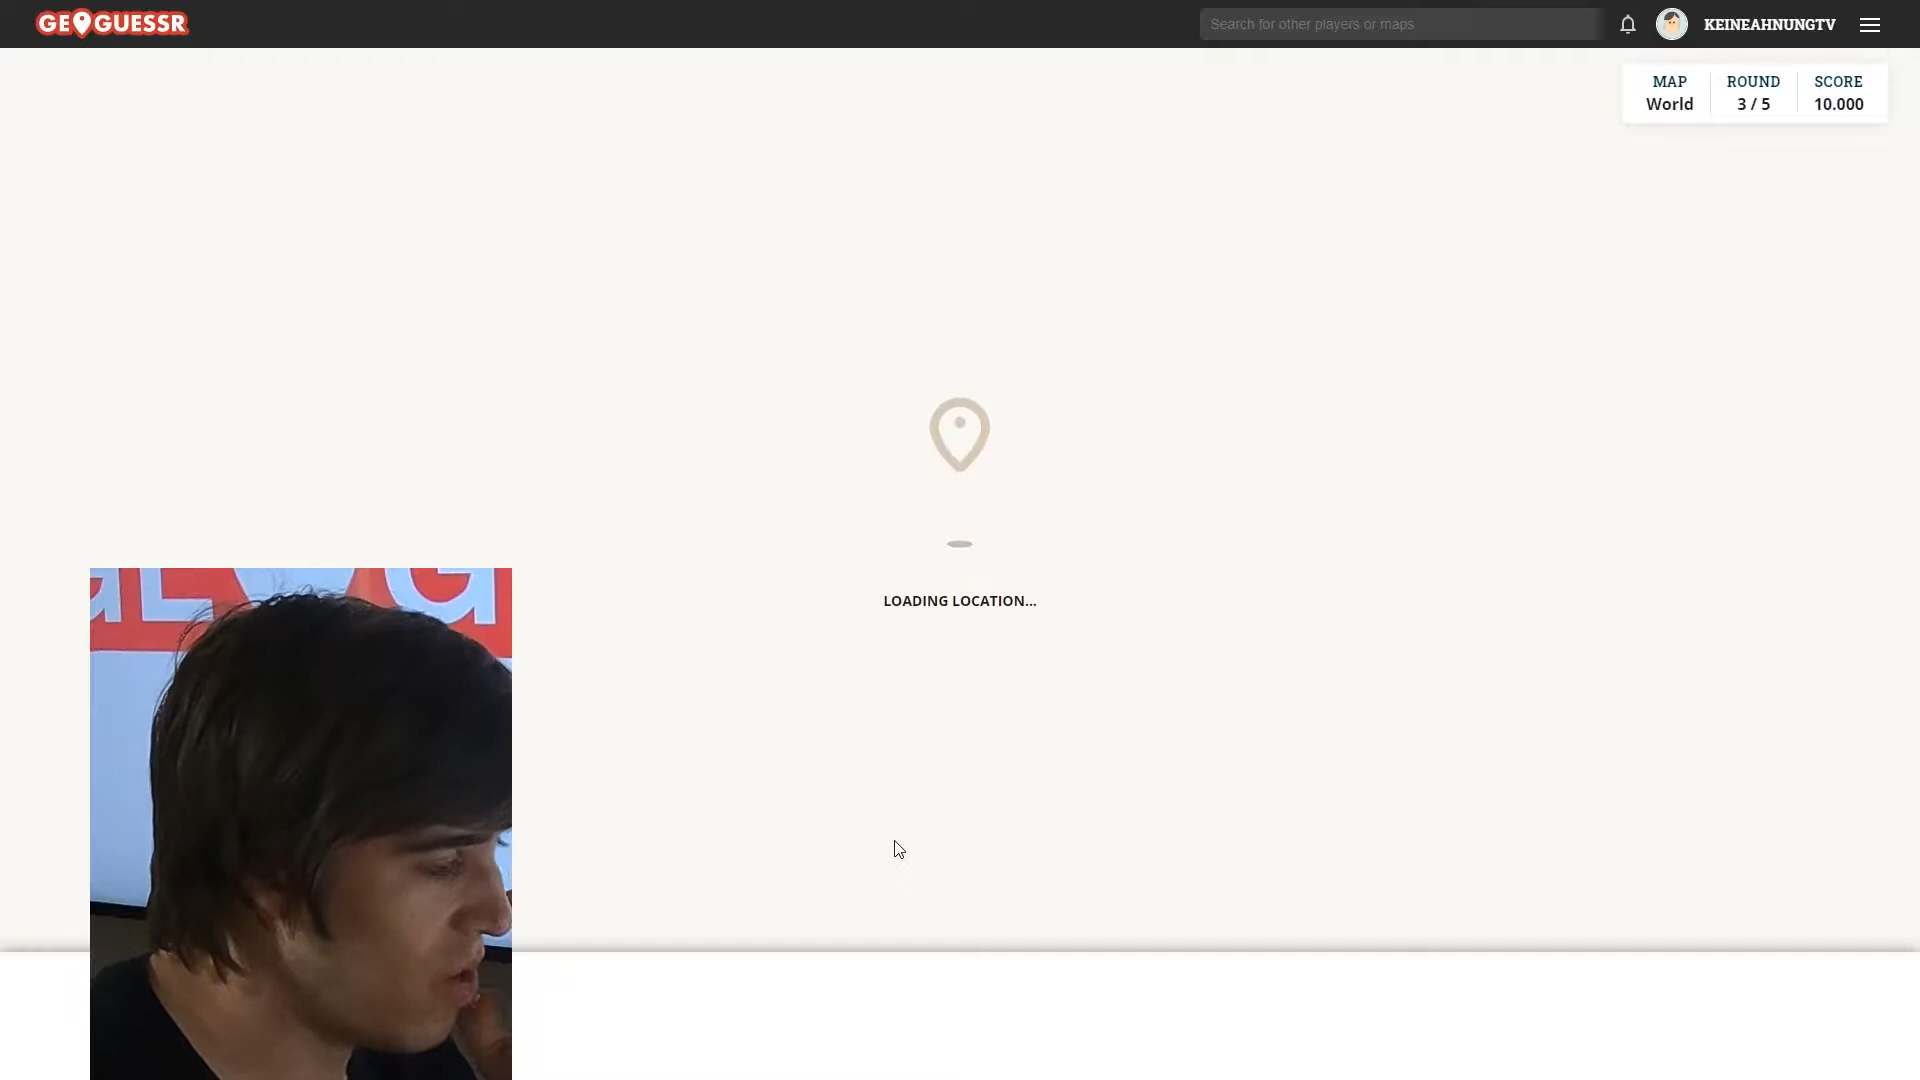 GEOGUESSR
Search for other players or maps
KEINEAHNUNGTV
MAP
World
ROUND
3 / 5
SCORE
10.000
LOADING LOCATION...
G